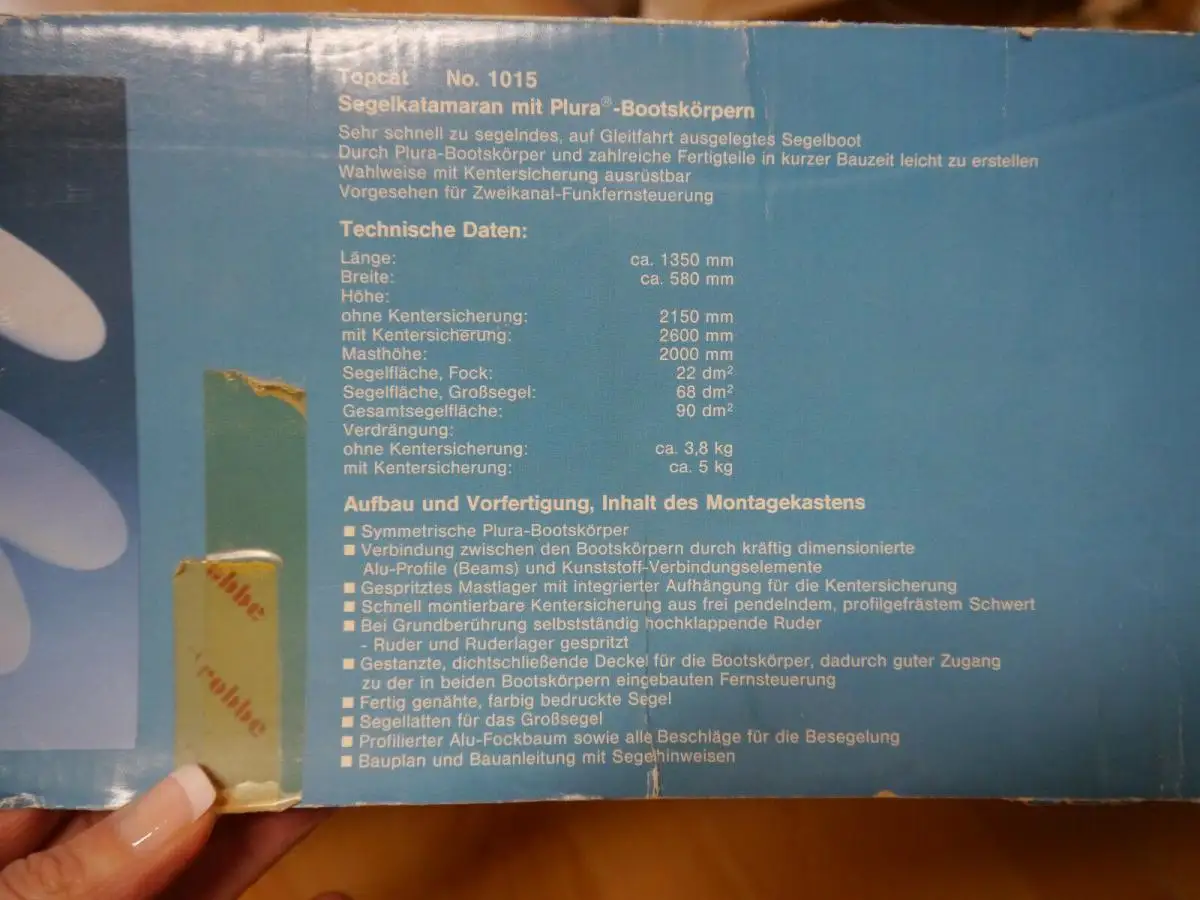 Topcat No. 1015
Segelkatamaran mit Plura®-Bootskörpern
Sehr schnell zu segelndes, auf Gleitfahrt ausgelegtes Segelboot
Durch Plura-Bootskörper und zahlreiche Fertigteile in kurzer Bauzeit leicht zu erstellen
Wahlweise mit Kentersicherung ausrüstbar
Vorgesehen für Zweikanal-Funkfernsteuerung
Technische Daten:
Länge: ca. 1350 mm
Breite: ca. 580 mm
Höhe:
ohne Kentersicherung: 2150 mm
mit Kentersicherung: 2600 mm
Masthöhe: 2000 mm
Segelfläche, Fock: 22 dm²
Segelfläche, Großsegel: 68 dm²
Gesamtsegelfläche: 90 dm²
Verdrängung:
ohne Kentersicherung: ca. 3,8 kg
mit Kentersicherung: ca. 5 kg
Aufbau und Vorfertigung, Inhalt des Montagekastens
■ Symmetrische Plura-Bootskörper
■ Verbindung zwischen den Bootskörpern durch kräftig dimensionierte
Alu-Profile (Beams) und Kunststoff-Verbindungselemente
■ Gespritztes Mastlager mit integrierter Aufhängung für die Kentersicherung
■ Schnell montierbare Kentersicherung aus frei pendelndem, profilgefrästem Schwert
■ Bei Grundberührung selbstständig hochklappende Ruder
- Ruder und Ruderlager gespritzt
■ Gestanzte, dichtschließende Deckel für die Bootskörper, dadurch guter Zugang
zu der in beiden Bootskörpern eingebauten Fernsteuerung
■ Fertig genähte, farbig bedruckte Segel
■ Segellatten für das Großsegel
■ Profilierter Alu-Fockbaum sowie alle Beschläge für die Besegelung
■ Bauplan und Bauanleitung mit Segelhinweisen
obbe
robbe